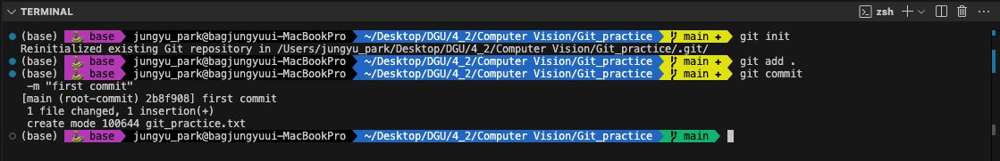 TERMINAL
zsh
(base) base jungyu_park@bagjungyuui-MacBookPro ~/Desktop/DGU/4_2/Computer Vision/Git_practice main + git init
Reinitialized existing Git repository in /Users/jungyu_park/Desktop/DGU/4_2/Computer Vision/Git_practice/.git/
(base) base jungyu_park@bagjungyuui-MacBookPro ~/Desktop/DGU/4_2/Computer Vision/Git_practice main + git add .
(base) base jungyu_park@bagjungyuui-MacBookPro ~/Desktop/DGU/4_2/Computer Vision/Git_practice main + git commit
-m "first commit"
[main (root-commit) 2b8f908] first commit
1 file changed, 1 insertion(+)
create mode 100644 git_practice.txt
(base) base jungyu_park@bagjungyuui-MacBookPro ~/Desktop/DGU/4_2/Computer Vision/Git_practice main